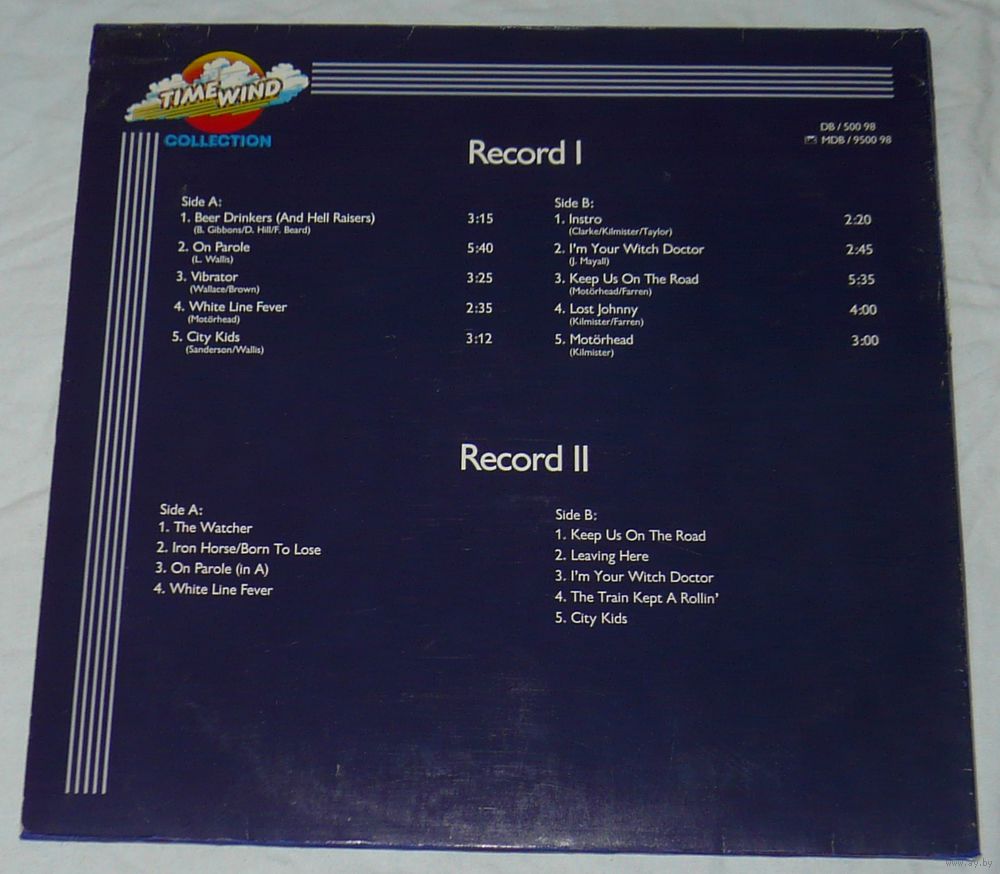 TIMEWIND
COLLECTION
DB / 500 98
MDB / 9500 98
Record I
Side A:
1. Beer Drinkers (And Hell Raisers) 3:15
(B. Gibbons/D. Hill/F. Beard)
2. On Parole 5:40
(L. Wallis)
3. Vibrator 3:25
(Wallace/Brown)
4. White Line Fever 2:35
(Motörhead)
5. City Kids 3:12
(Sanderson/Wallis)
Side B:
1. Instro 2:20
(Clarke/Kilmister/Taylor)
2. I'm Your Witch Doctor 2:45
(J. Mayall)
3. Keep Us On The Road 5:35
(Motörhead/Farren)
4. Lost Johnny 4:00
(Kilmister/Farren)
5. Motörhead 3:00
(Kilmister)
Record II
Side A:
1. The Watcher
2. Iron Horse/Born To Lose
3. On Parole (in A)
4. White Line Fever
Side B:
1. Keep Us On The Road
2. Leaving Here
3. I'm Your Witch Doctor
4. The Train Kept A Rollin'
5. City Kids
www.ay.by